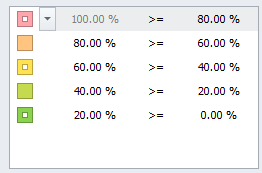 100.00 % >= 80.00 %
80.00 % >= 60.00 %
60.00 % >= 40.00 %
40.00 % >= 20.00 %
20.00 % >= 0.00 %